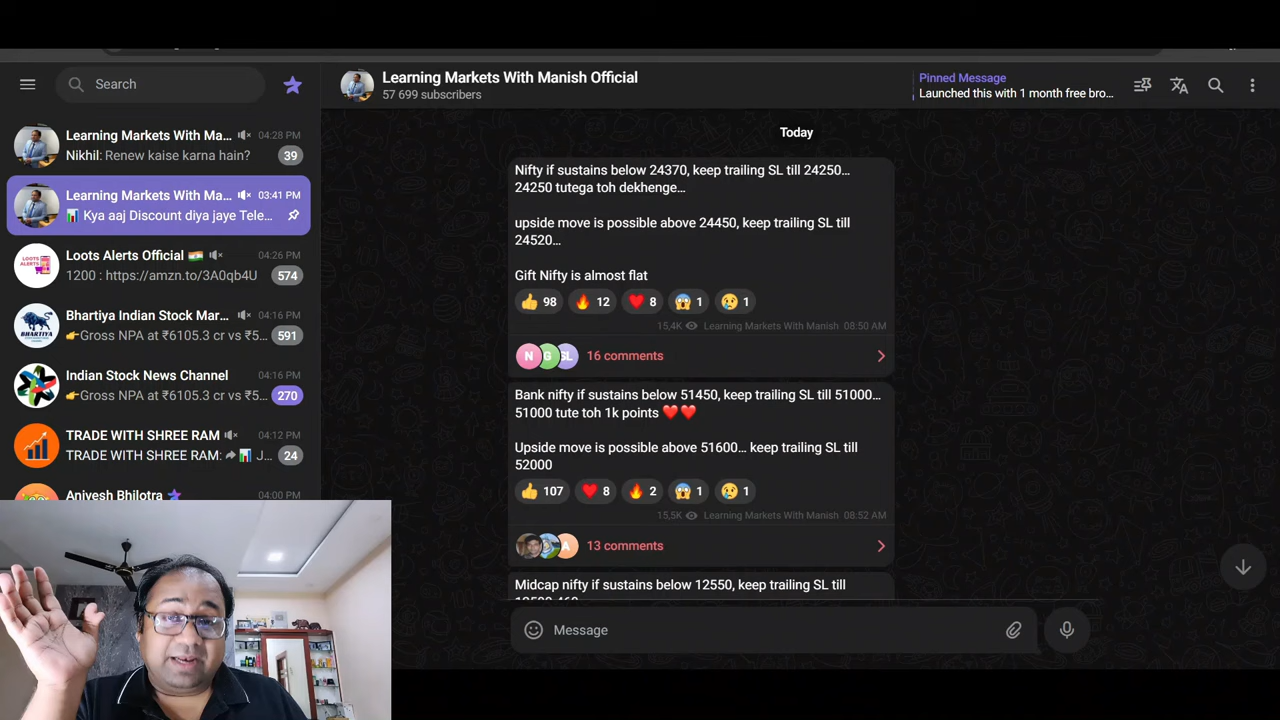 Search
Learning Markets With Ma...
04:28 PM
Nikhil: Renew kaise karna hain?
39
Learning Markets With Ma...
03:41 PM
📊 Kya aaj Discount diya jaye Tele...
Loots Alerts Official 🇮🇳
04:26 PM
1200 : https://amzn.to/3A0qb4U
574
Bhartiya Indian Stock Mar...
04:16 PM
👉Gross NPA at ₹6105.3 cr vs ₹5...
591
Indian Stock News Channel
04:16 PM
👉Gross NPA at ₹6105.3 cr vs ₹5...
270
TRADE WITH SHREE RAM
04:12 PM
TRADE WITH SHREE RAM: 📊 J...
24
Anivesh Bhilotra
04:00 PM
Learning Markets With Manish Official
57 699 subscribers
Pinned Message
Launched this with 1 month free bro...
Today
Nifty if sustains below 24370, keep trailing SL till 24250...
24250 tutega toh dekhenge...
upside move is possible above 24450, keep trailing SL till
24520...
Gift Nifty is almost flat
👍 98 🔥 12 ❤️ 8 😱 1 😢 1
15,4K Learning Markets With Manish 08:50 AM
N G SL 16 comments
Bank nifty if sustains below 51450, keep trailing SL till 51000...
51000 tute toh 1k points ❤️❤️
Upside move is possible above 51600... keep trailing SL till
52000
👍 107 ❤️ 8 🔥 2 😱 1 😢 1
15,5K Learning Markets With Manish 08:52 AM
A 13 comments
Midcap nifty if sustains below 12550, keep trailing SL till
Message